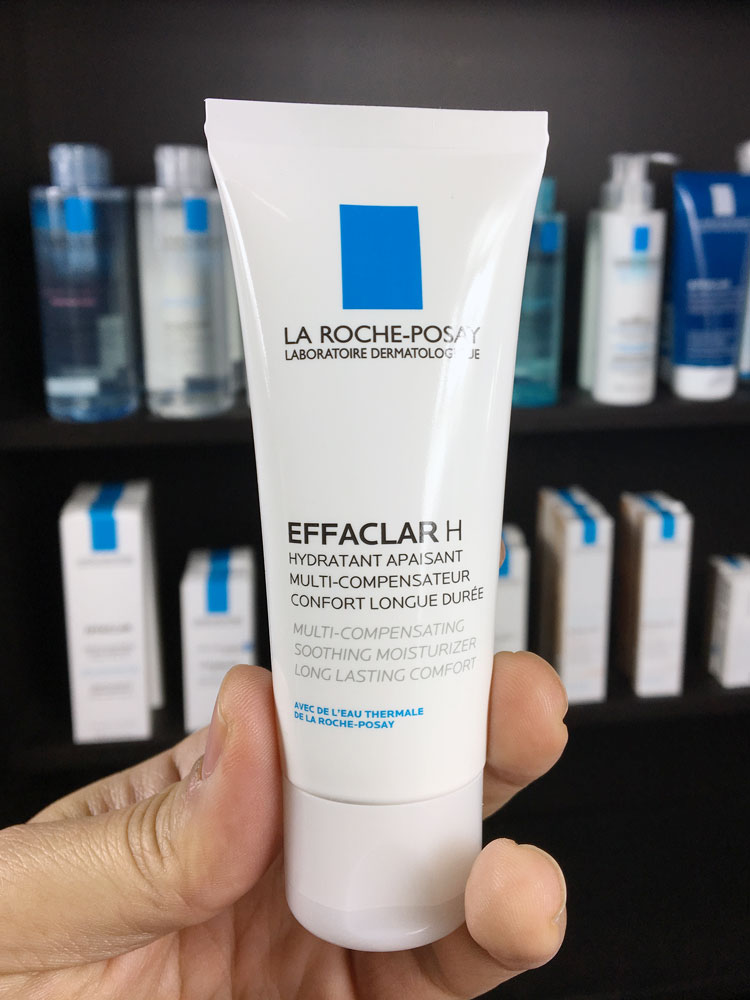 LA ROCHE-POSAY
LABORATOIRE DERMATOLOGIQUE
EFFACLAR H
HYDRATANT APAISANT
MULTI-COMPENSATEUR
CONFORT LONGUE DURÉE
MULTI-COMPENSATING
SOOTHING MOISTURIZER
LONG LASTING COMFORT
AVEC DE L'EAU THERMALE
DE LA ROCHE-POSAY
EFFACLAR